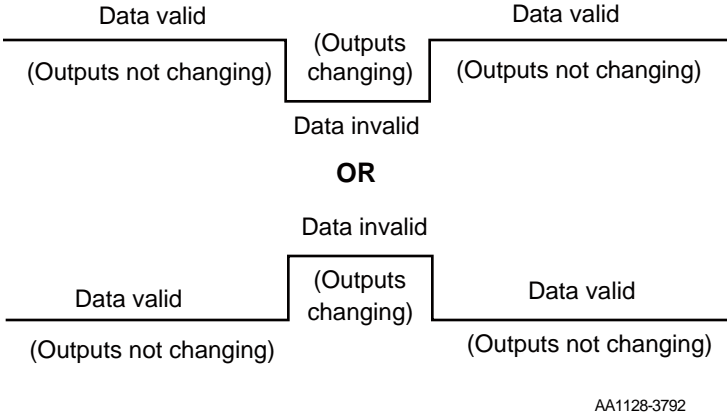 Data valid
Data valid
(Outputs
changing)
(Outputs not changing)
(Outputs not changing)
Data invalid
OR
Data invalid
(Outputs
changing)
Data valid
Data valid
(Outputs not changing)
(Outputs not changing)
AA1128-3792